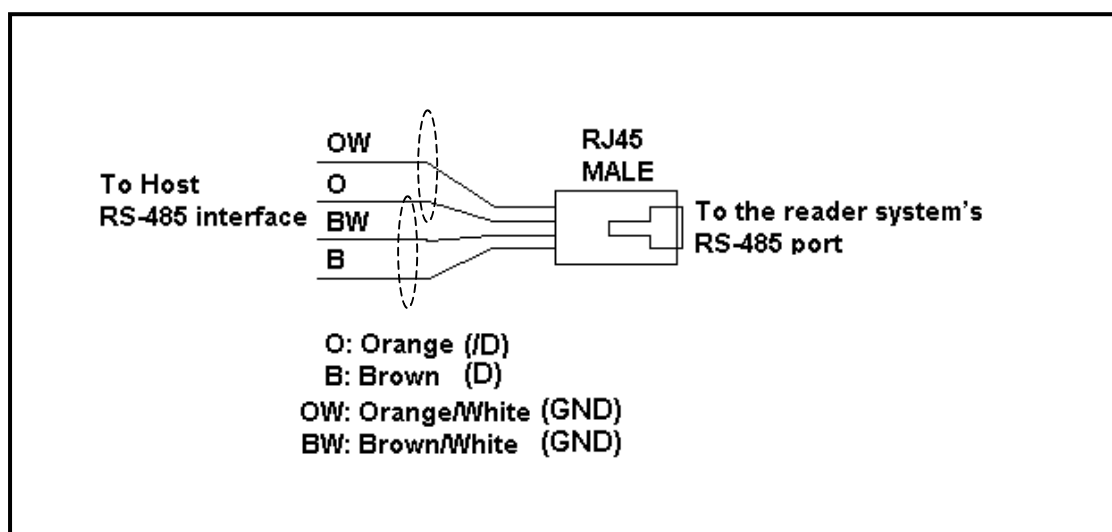 OW
O
BW
B
To Host
RS-485 interface
RJ45
MALE
To the reader system's
RS-485 port
O: Orange (/D)
B: Brown (D)
OW: Orange/White (GND)
BW: Brown/White (GND)